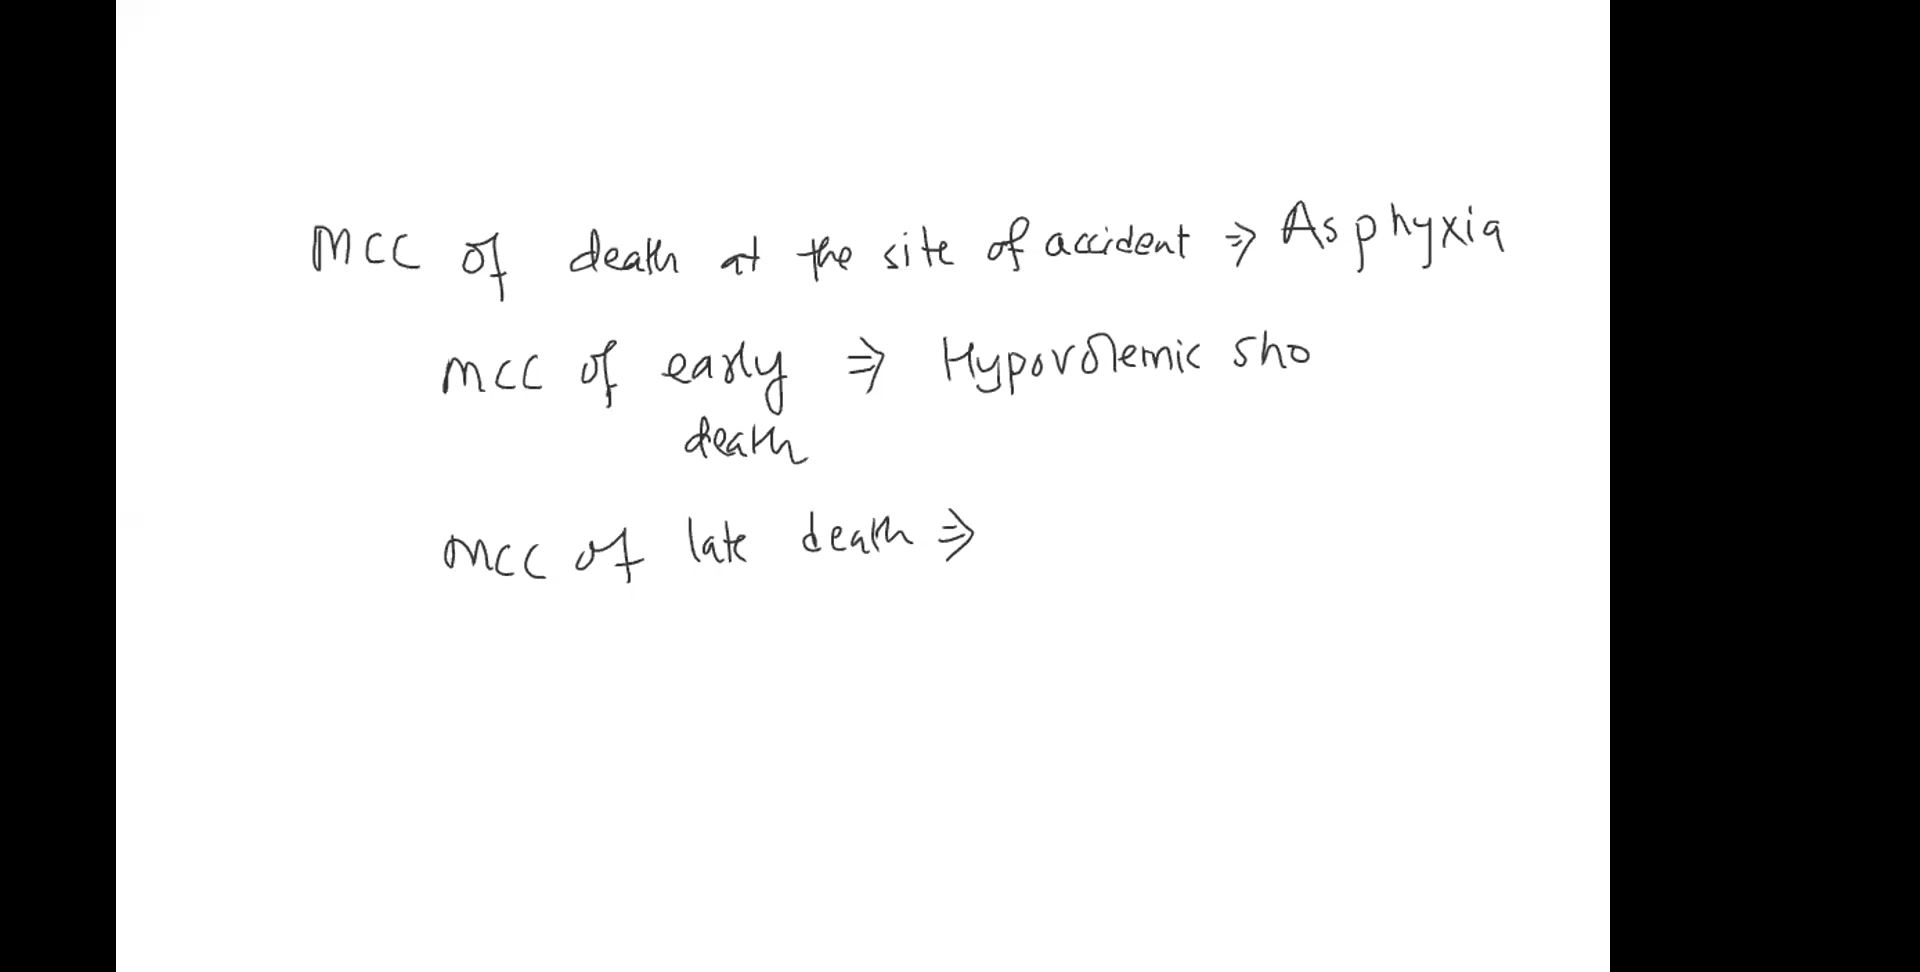 MCC of death at the site of accident ⇒ Asphyxia
MCC of early ⇒ Hypovolemic sho
death
MCC of late death ⇒